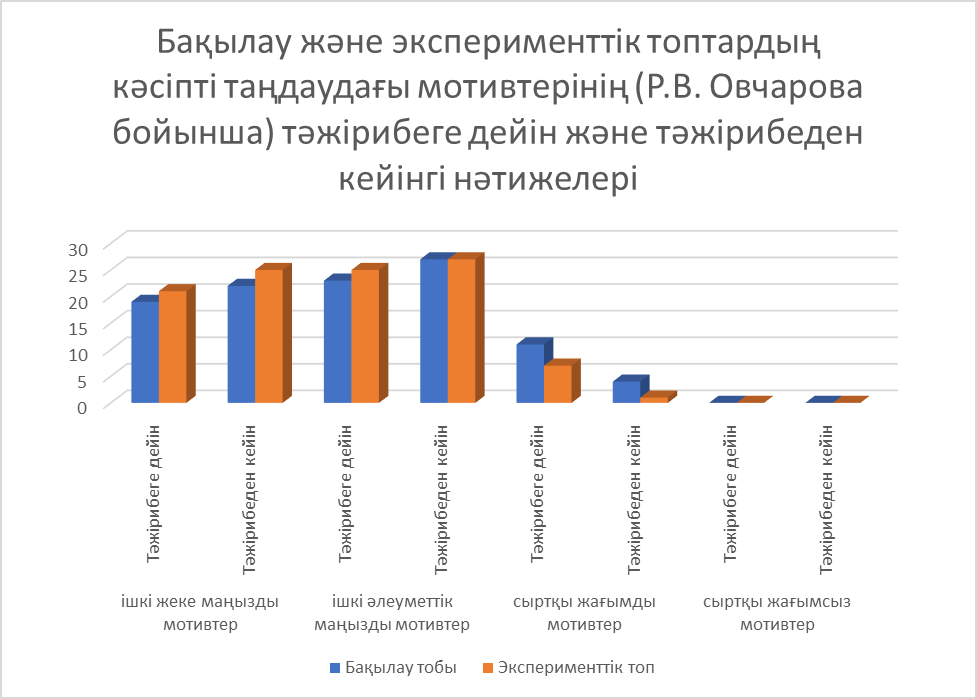 Бақылау және эксперименттік топтардың
кәсіпті таңдаудағы мотивтерінің (Р.В. Овчарова
бойынша) тәжірибеге дейін және тәжірибеден
кейінгі нәтижелері
30
25
20
15
10
5
0
Тәжірибеге дейін
Тәжірибеден кейін
Тәжірибеге дейін
Тәжірибеден кейін
Тәжірибеге дейін
Тәжірибеден кейін
Тәжірибеге дейін
Тәжірибеден кейін
ішкі жеке маңызды
мотивтер
ішкі әлеуметтік
маңызды мотивтер
сыртқы жағымды
мотивтер
сыртқы жағымсыз
мотивтер
Бақылау тобы
Эксперименттік топ